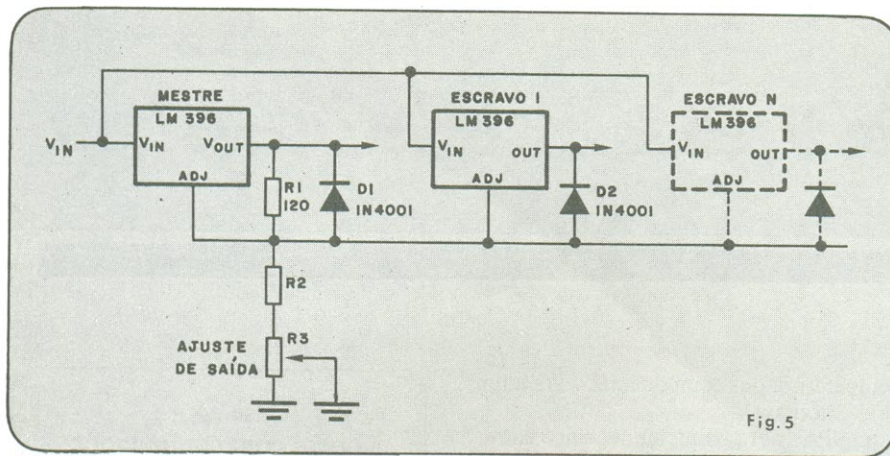 MESTRE
LM 396
V IN
V IN
V OUT
ADJ
R1
120
D1
1N4001
ESCRAVO 1
LM 396
V IN
OUT
ADJ
D2
1N4001
ESCRAVO N
LM 396
V IN
OUT
ADJ
R2
R3
AJUSTE
DE SAÍDA
Fig.5